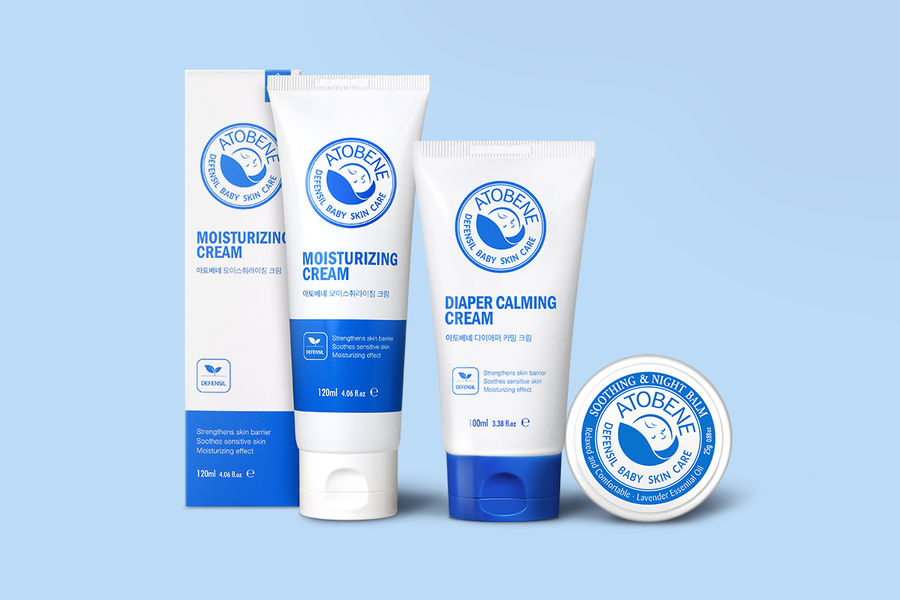 ATOBENE
DEFENSIL BABY SKIN CARE
MOISTURIZING
CREAM
아토베네 모이스춰라이징 크림
DEFENSIL
Strengthens skin barrier
Soothes sensitive skin
Moisturizing effect
120ml 4.06 fl.oz ℮
ATOBENE
DEFENSIL BABY SKIN CARE
MOISTURIZING
CREAM
아토베네 모이스춰라이징 크림
DEFENSIL
Strengthens skin barrier
Soothes sensitive skin
Moisturizing effect
120ml 4.06 fl.oz ℮
ATOBENE
DEFENSIL BABY SKIN CARE
DIAPER CALMING
CREAM
아토베네 다이애퍼 카밍 크림
DEFENSIL
Strengthens skin barrier
Soothes sensitive skin
Moisturizing effect
100ml 3.38 fl.oz ℮
SOOTHING & NIGHT BALM
ATOBENE
DEFENSIL BABY SKIN CARE
Relaxed and Comfortable · Lavender Essential Oil
25g 0.88oz